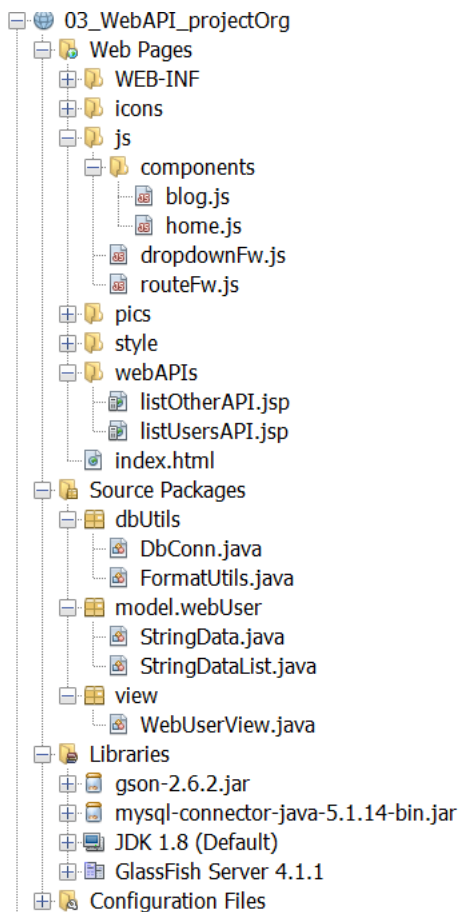 03_WebAPI_projectOrg
Web Pages
WEB-INF
icons
js
components
blog.js
home.js
dropdownFw.js
routeFw.js
pics
style
webAPIs
listOtherAPI.jsp
listUsersAPI.jsp
index.html
Source Packages
dbUtils
DbConn.java
FormatUtils.java
model.webUser
StringData.java
StringDataList.java
view
WebUserView.java
Libraries
gson-2.6.2.jar
mysql-connector-java-5.1.14-bin.jar
JDK 1.8 (Default)
GlassFish Server 4.1.1
Configuration Files